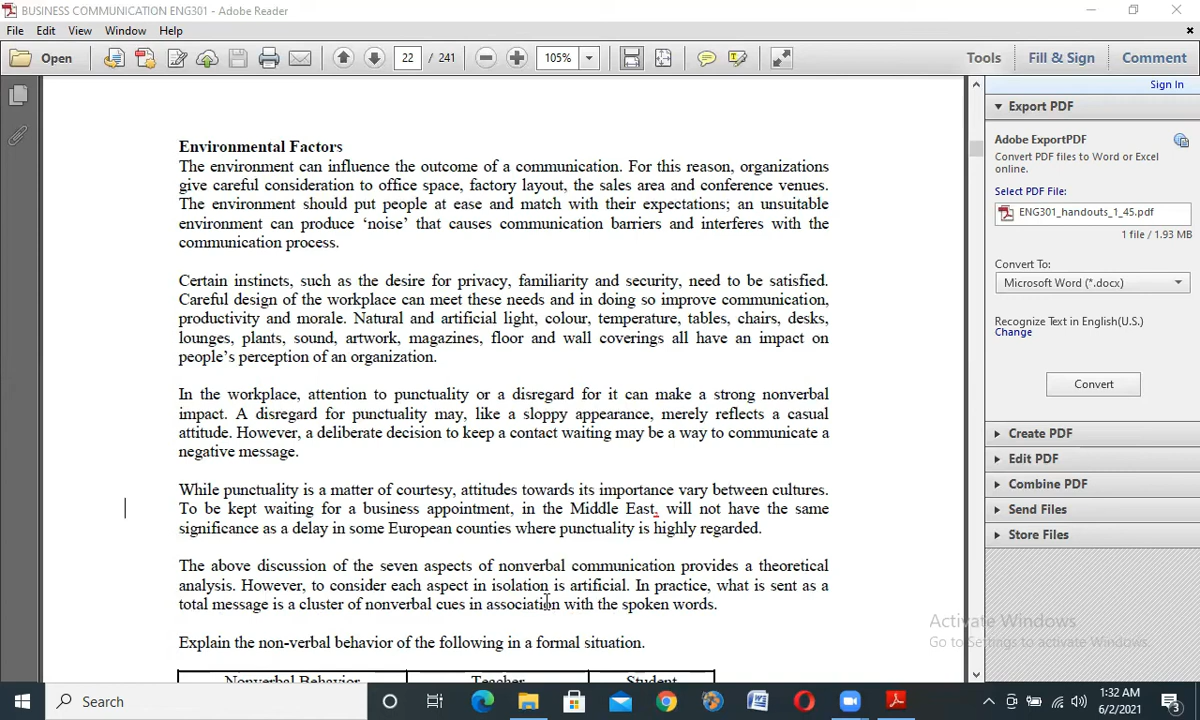 BUSINESS COMMUNICATION ENG301 - Adobe Reader
File Edit View Window Help
Open 22 / 241 105% Tools Fill & Sign Comment
Sign In
Export PDF
Adobe ExportPDF
Convert PDF files to Word or Excel
online.
Select PDF File:
ENG301_handouts_1_45.pdf
1 file / 1.93 MB
Convert To:
Microsoft Word (*.docx)
Recognize Text in English(U.S.)
Change
Convert
Create PDF
Edit PDF
Combine PDF
Send Files
Store Files
Environmental Factors
The environment can influence the outcome of a communication. For this reason, organizations
give careful consideration to office space, factory layout, the sales area and conference venues.
The environment should put people at ease and match with their expectations; an unsuitable
environment can produce ‘noise’ that causes communication barriers and interferes with the
communication process.
Certain instincts, such as the desire for privacy, familiarity and security, need to be satisfied.
Careful design of the workplace can meet these needs and in doing so improve communication,
productivity and morale. Natural and artificial light, colour, temperature, tables, chairs, desks,
lounges, plants, sound, artwork, magazines, floor and wall coverings all have an impact on
people’s perception of an organization.
In the workplace, attention to punctuality or a disregard for it can make a strong nonverbal
impact. A disregard for punctuality may, like a sloppy appearance, merely reflects a casual
attitude. However, a deliberate decision to keep a contact waiting may be a way to communicate a
negative message.
While punctuality is a matter of courtesy, attitudes towards its importance vary between cultures.
To be kept waiting for a business appointment, in the Middle East, will not have the same
significance as a delay in some European counties where punctuality is highly regarded.
The above discussion of the seven aspects of nonverbal communication provides a theoretical
analysis. However, to consider each aspect in isolation is artificial. In practice, what is sent as a
total message is a cluster of nonverbal cues in association with the spoken words.
Explain the non-verbal behavior of the following in a formal situation.
Nonverbal Behavior Teacher Student
Activate Windows
Go to Settings to activate Windows.
Search
1:32 AM
6/2/2021
3